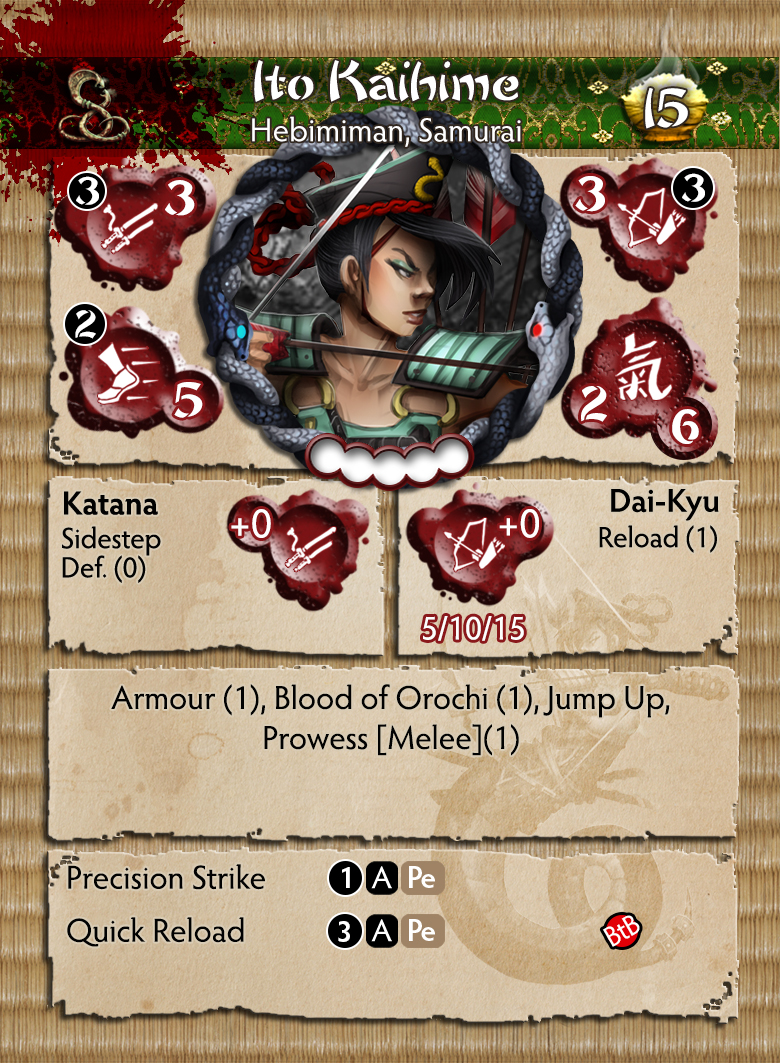 Ito Kaihime
15
Hebimiman, Samurai
3 3
3 3
2 5
氣
2 6
Katana
Sidestep
Def. (0)
+0
+0
Dai-Kyu
Reload (1)
5/10/15
Armour (1), Blood of Orochi (1), Jump Up,
Prowess [Melee](1)
Precision Strike 1 A Pe
Quick Reload 3 A Pe BtB